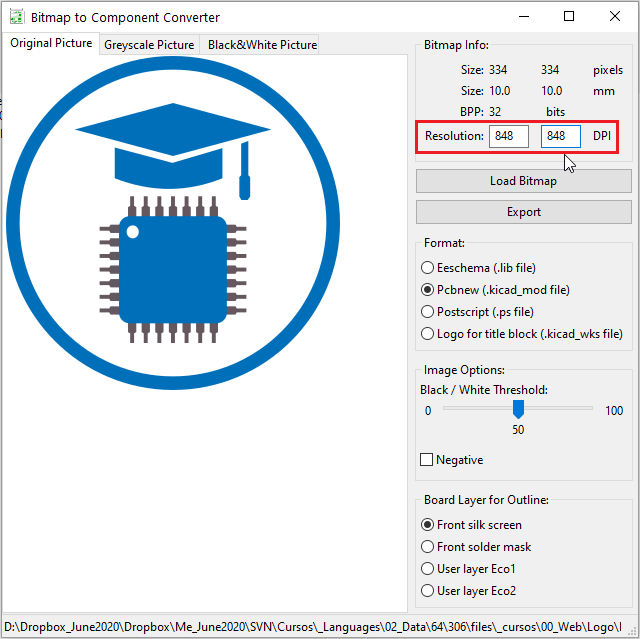 Bitmap to Component Converter
Original Picture Greyscale Picture Black&White Picture
Bitmap Info:
Size: 334 334 pixels
Size: 10.0 10.0 mm
BPP: 32 bits
Resolution: 848 848 DPI
Load Bitmap
Export
Format:
Eeschema (.lib file)
Pcbnew (.kicad_mod file)
Postscript (.ps file)
Logo for title block (.kicad_wks file)
Image Options:
Black / White Threshold:
0 100
50
Negative
Board Layer for Outline:
Front silk screen
Front solder mask
User layer Eco1
User layer Eco2
D:\Dropbox_June2020\Dropbox\Me_June2020\SVN\Cursos\_Languages\02_Data\64\306\files\_cursos\00_Web\Logo\